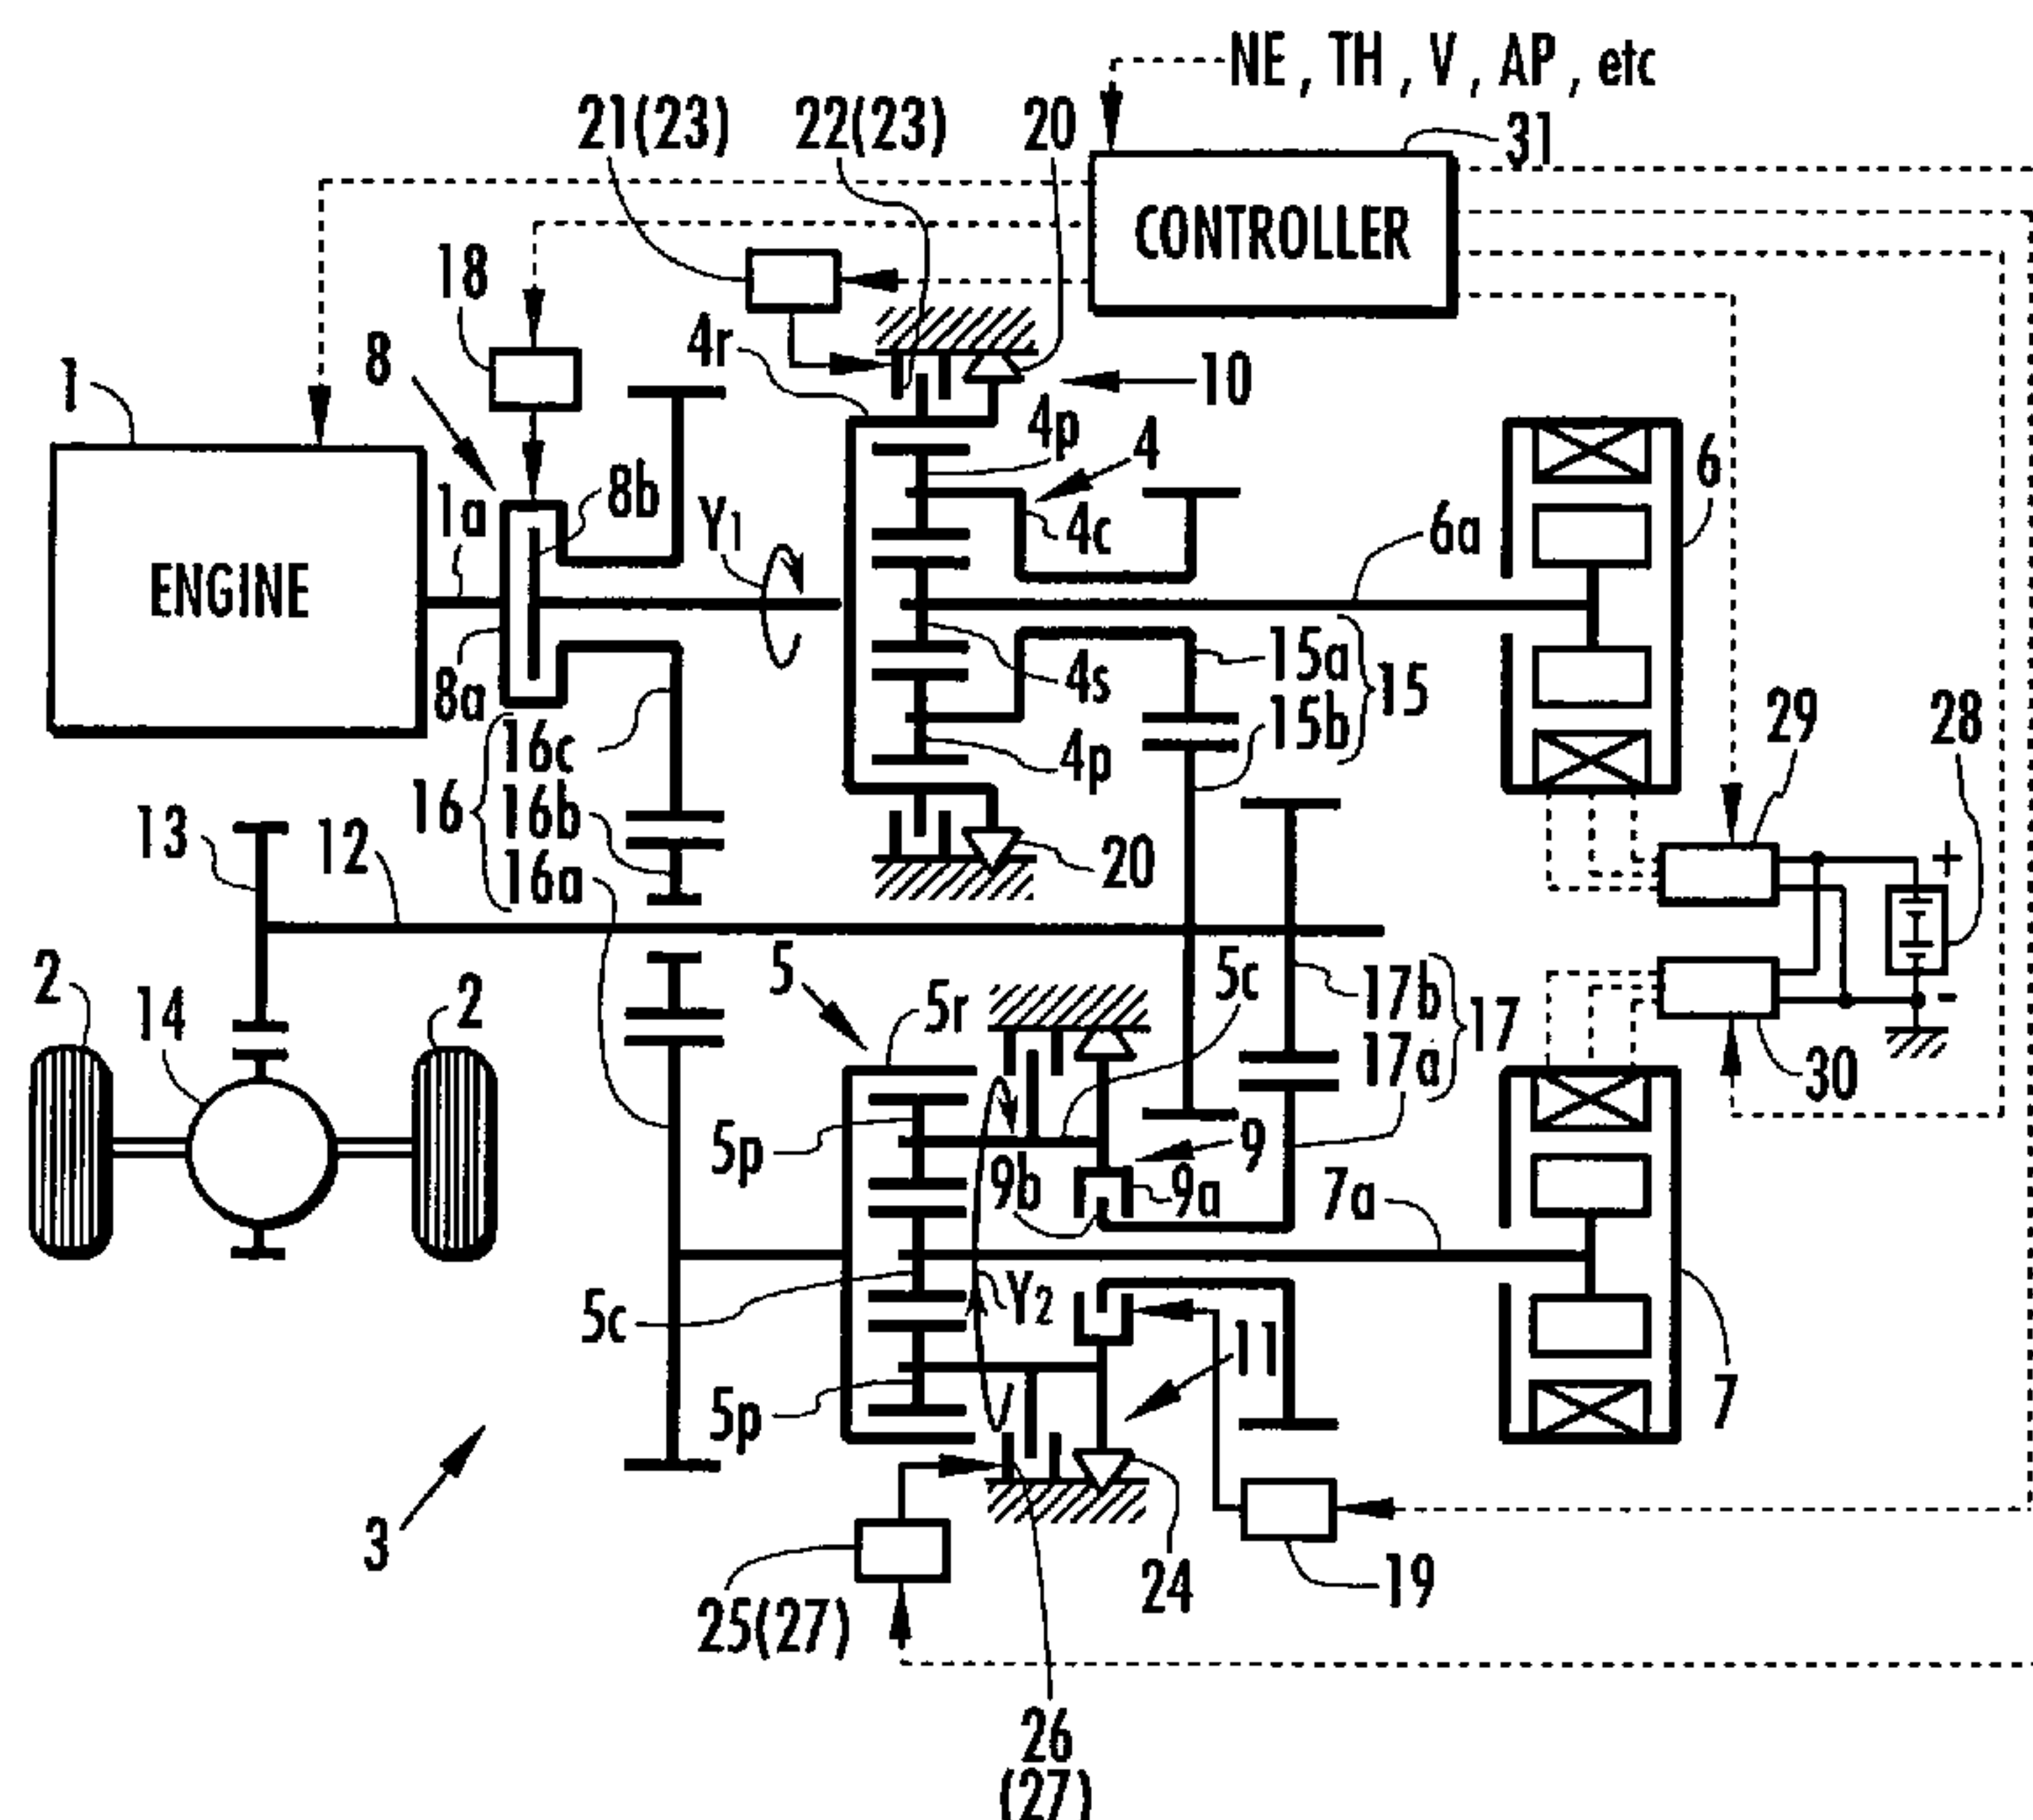 NE , TH , V , AP , etc
21(23) 22(23) 20 31
CONTROLLER
18
8 4r 10
1 4p 4 6
1a 8b Y1 4c 6a
ENGINE
8a 4s 15a 15
16c 15b 29 28
16 16b 4p
13 12 16a 20 +
2 14 2 5 5r 5c 17b 17 -
17a 30
5p 9b 9 9a 7a
5c Y2
5p 11 7
3
24 19
25(27)
26
(27)